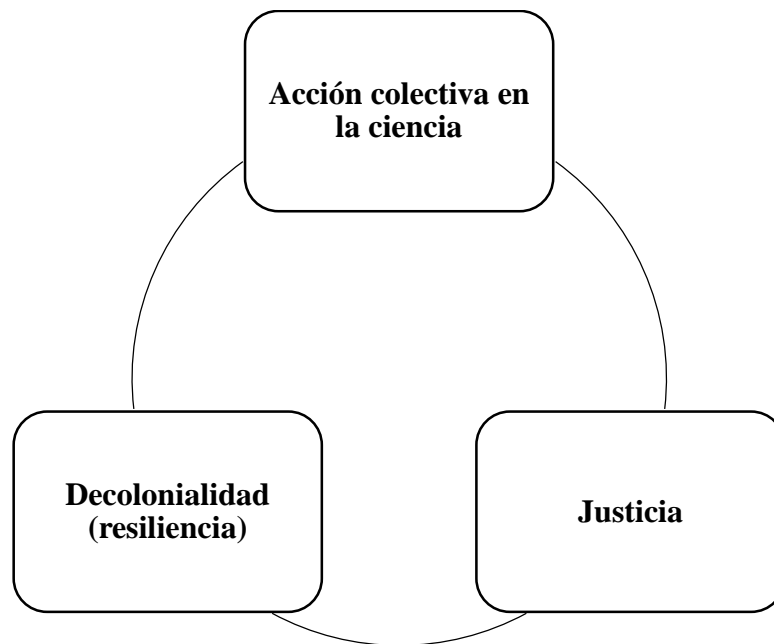 Acción colectiva en
la ciencia
Decolonialidad
(resiliencia)
Justicia